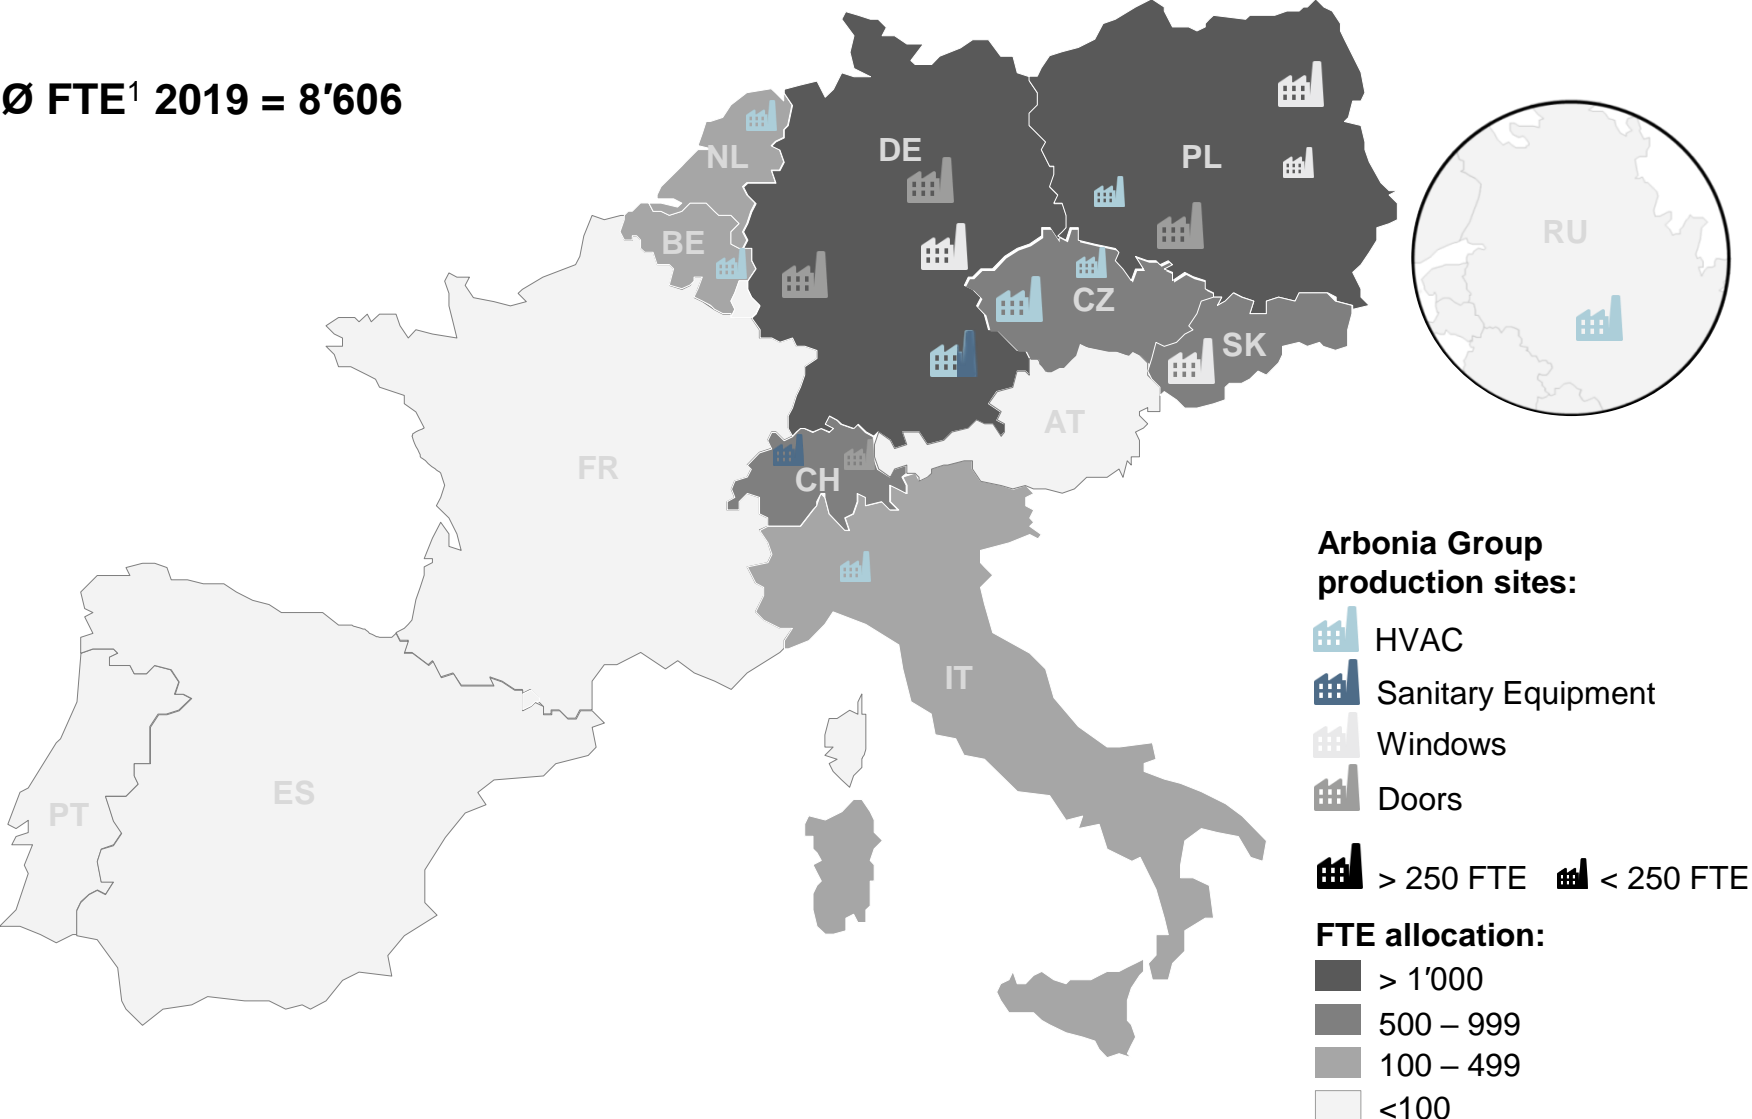 Ø FTE¹ 2019 = 8′606
NL
DE
PL
BE
RU
CZ
SK
AT
FR
CH
IT
ES
PT
Arbonia Group
production sites:
HVAC
Sanitary Equipment
Windows
Doors
> 250 FTE < 250 FTE
FTE allocation:
> 1′000
500 – 999
100 – 499
<100